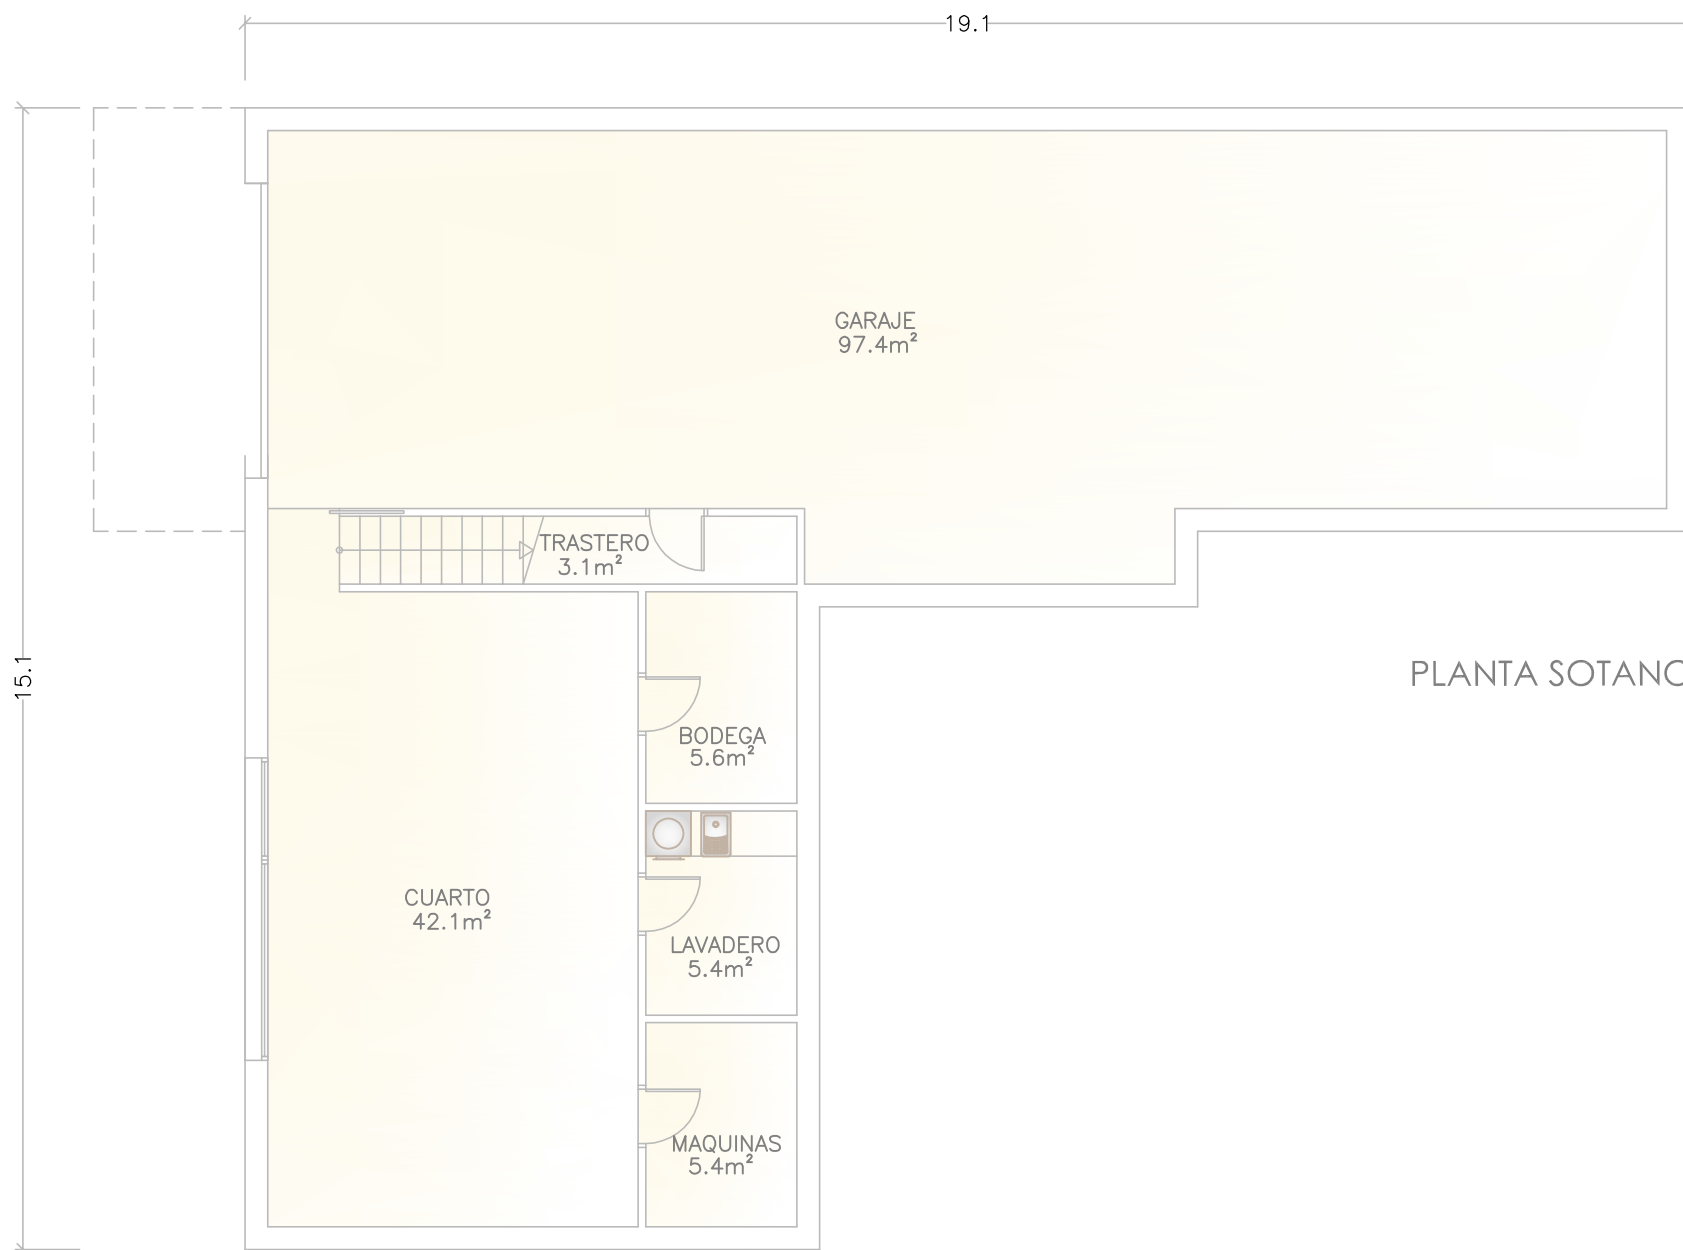 19.1
GARAJE
97.4m²
TRASTERO
3.1m²
15.1
PLANTA SOTANO
BODEGA
5.6m²
CUARTO
42.1m²
LAVADERO
5.4m²
MAQUINAS
5.4m²